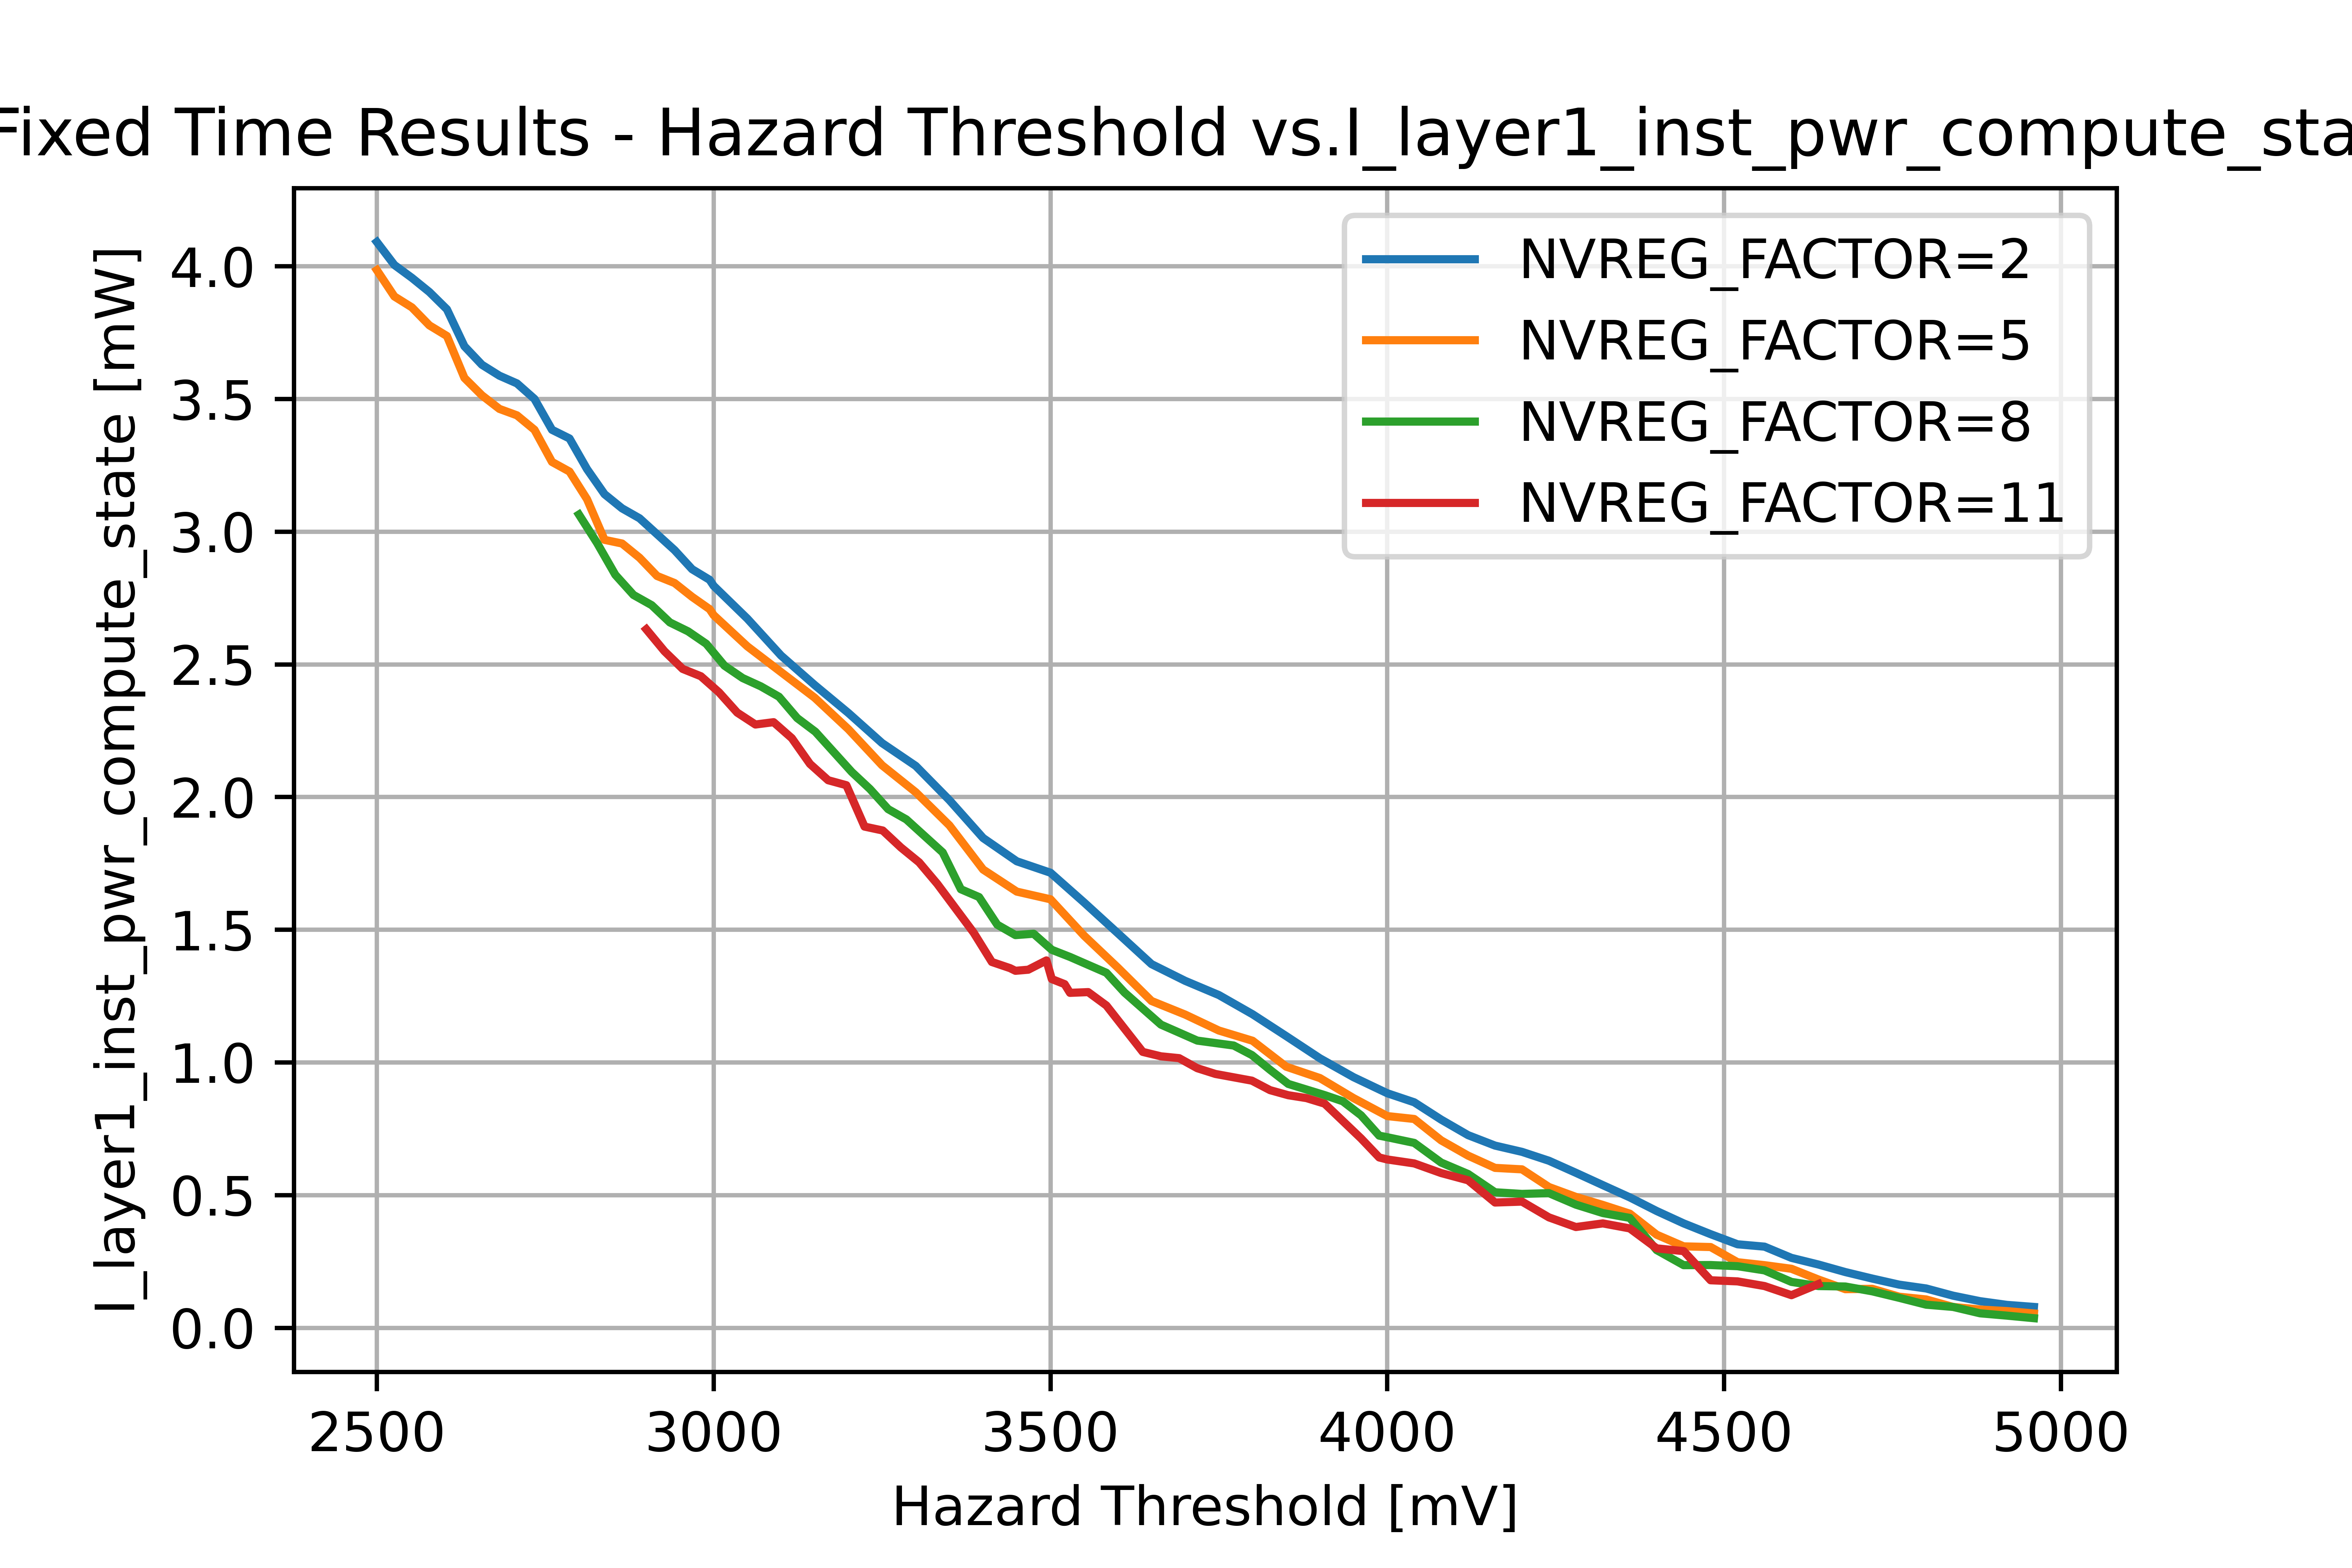 Fixed Time Results - Hazard Threshold vs.I_layer1_inst_pwr_compute_sta
I_layer1_inst_pwr_compute_state [mW]
4.0
3.5
3.0
2.5
2.0
1.5
1.0
0.5
0.0
NVREG_FACTOR=2
NVREG_FACTOR=5
NVREG_FACTOR=8
NVREG_FACTOR=11
2500 3000 3500 4000 4500 5000
Hazard Threshold [mV]